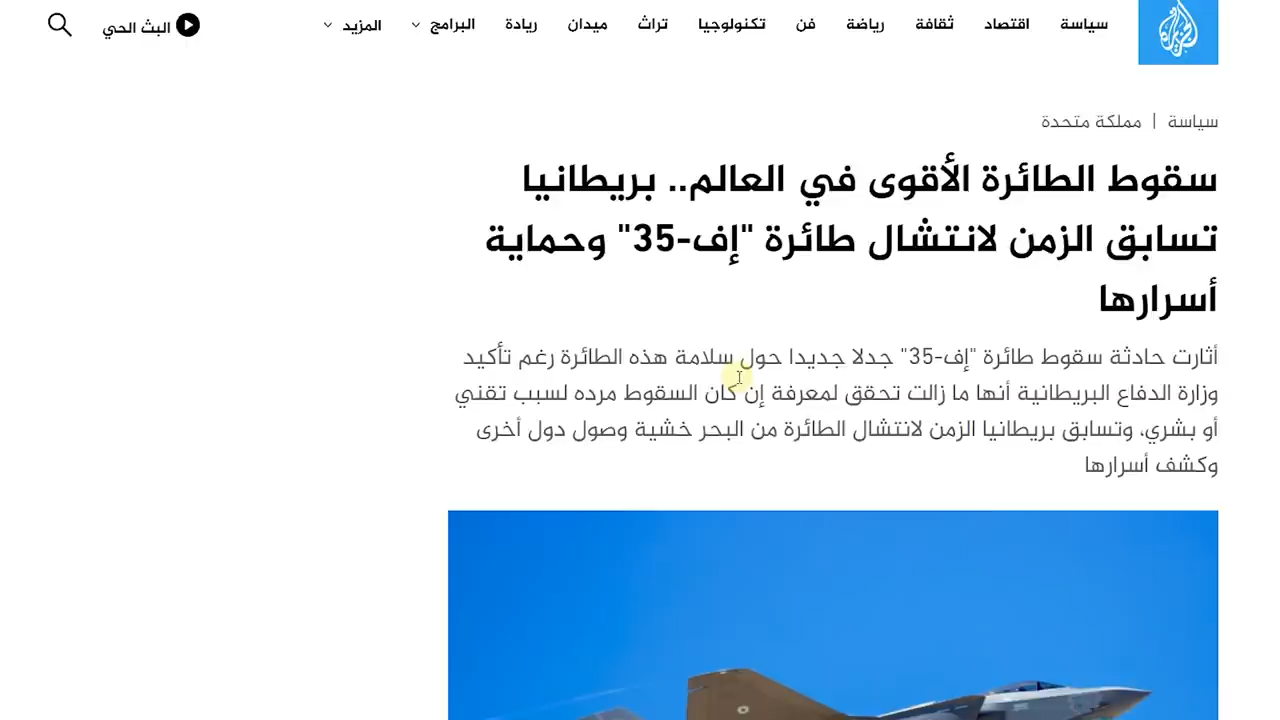 سياسة
اقتصاد
ثقافة
رياضة
فن
تكنولوجيا
تراث
ميدان
ريادة
البرامج
المزيد
البث الحي
الجزيرة
سياسة | مملكة متحدة
سقوط الطائرة الأقوى في العالم.. بريطانيا
تسابق الزمن لانتشال طائرة "إف-35" وحماية
أسرارها
أثارت حادثة سقوط طائرة "إف-35" جدلا جديدا حول سلامة هذه الطائرة رغم تأكيد
وزارة الدفاع البريطانية أنها ما زالت تحقق لمعرفة إن كان السقوط مرده لسبب تقني
أو بشري، وتسابق بريطانيا الزمن لانتشال الطائرة من البحر خشية وصول دول أخرى
وكشف أسرارها